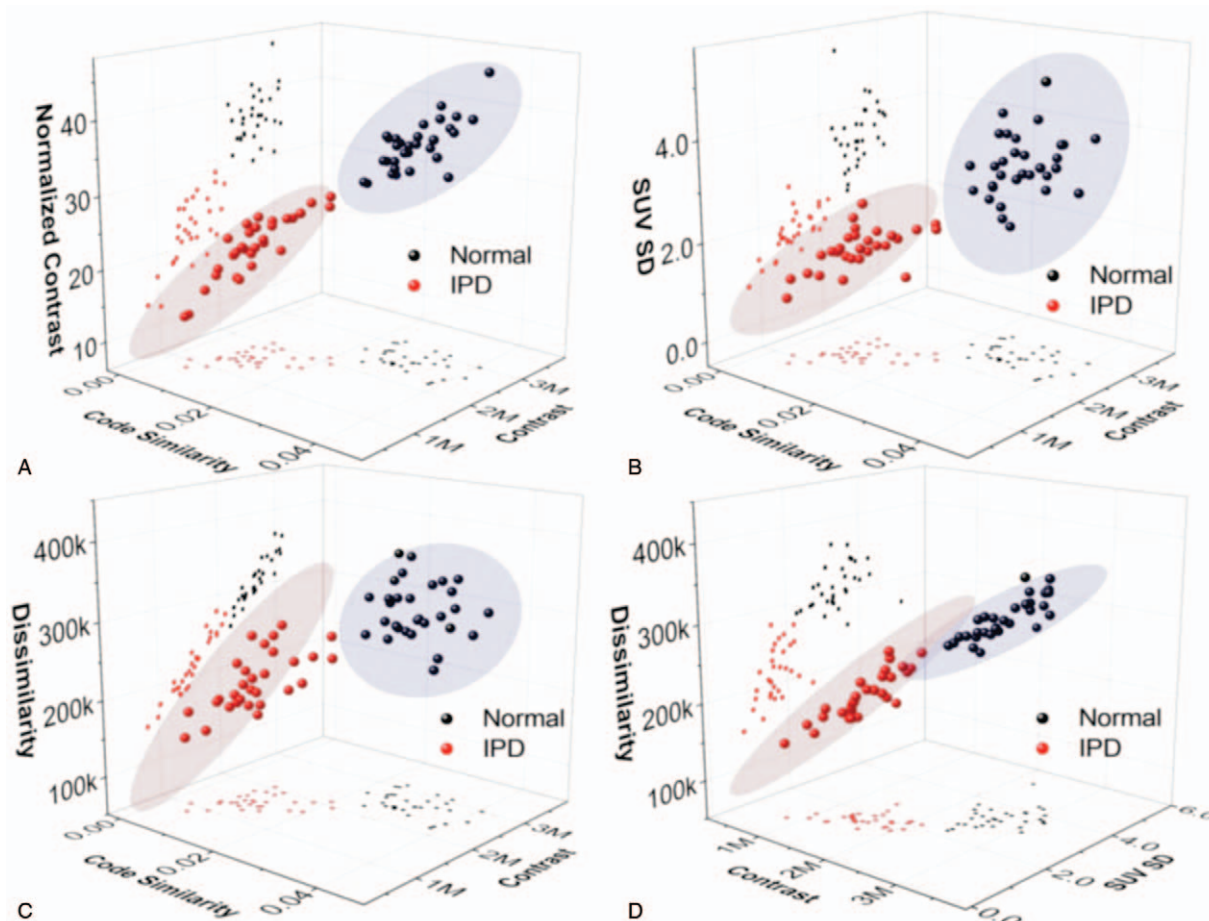 Normalized Contrast
40
30
20
10
0.00
0.02
0.04
Code Similarity
1M
2M
3M
Contrast
Normal
IPD
A
SUV SD
4.0
2.0
0.0
0.00
0.02
0.04
Code Similarity
1M
2M
3M
Contrast
Normal
IPD
B
Dissimilarity
400k
300k
200k
100k
0.00
0.02
0.04
Code Similarity
1M
2M
3M
Contrast
Normal
IPD
C
Dissimilarity
400k
300k
200k
100k
1M
2M
3M
Contrast
0.0
2.0
4.0
6.0
SUV SD
Normal
IPD
D